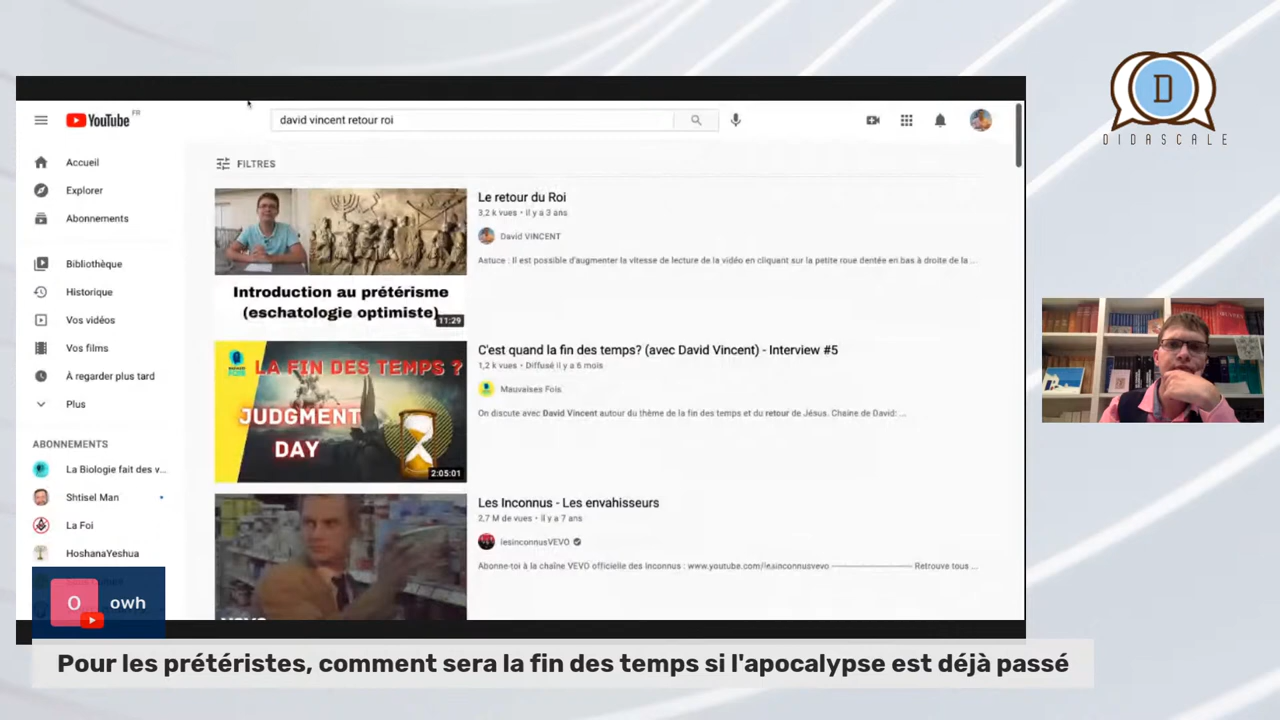 YouTube FR
david vincent retour roi
DIDASCALE
Accueil
Explorer
Abonnements
Bibliothèque
Historique
Vos vidéos
Vos films
À regarder plus tard
Plus
ABONNEMENTS
La Biologie fait des v...
Shtisel Man
La Foi
HoshanaYeshua
FILTRES
Introduction au prétérisme
(eschatologie optimiste)
11:29
Le retour du Roi
3,2 k vues • il y a 3 ans
David VINCENT
Astuce : Il est possible d'augmenter la vitesse de lecture de la vidéo en cliquant sur la petite roue dentée en bas à droite de la ...
LA FIN DES TEMPS ?
JUDGMENT
DAY
2:05:01
C'est quand la fin des temps? (avec David Vincent) - Interview #5
1,2 k vues • Diffusé il y a 6 mois
Mauvaises Fois
On discute avec David Vincent autour du thème de la fin des temps et du retour de Jésus. Chaine de David: ...
Les Inconnus - Les envahisseurs
2,7 M de vues • il y a 7 ans
lesinconnusVEVO
Abonne-toi à la chaîne VEVO officielle des Inconnus : www.youtube.com/lesinconnusvevo ——————— Retrouve tous ...
O owh
Pour les prétéristes, comment sera la fin des temps si l'apocalypse est déjà passé